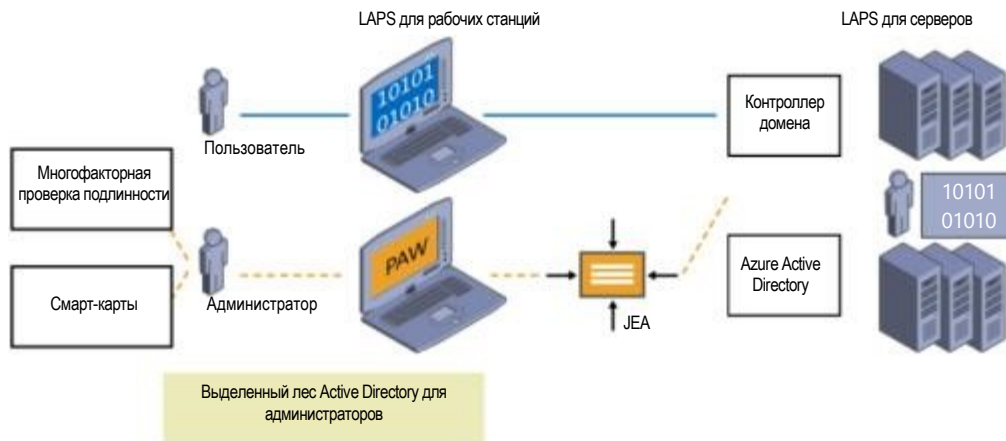 LAPS для рабочих станций
LAPS для серверов
10101
01010
Пользователь
Контроллер
домена
Многофакторная
проверка подлинности
10101
01010
PAW
Смарт-карты
Администратор
JEA
Azure Active
Directory
Выделенный лес Active Directory для
администраторов